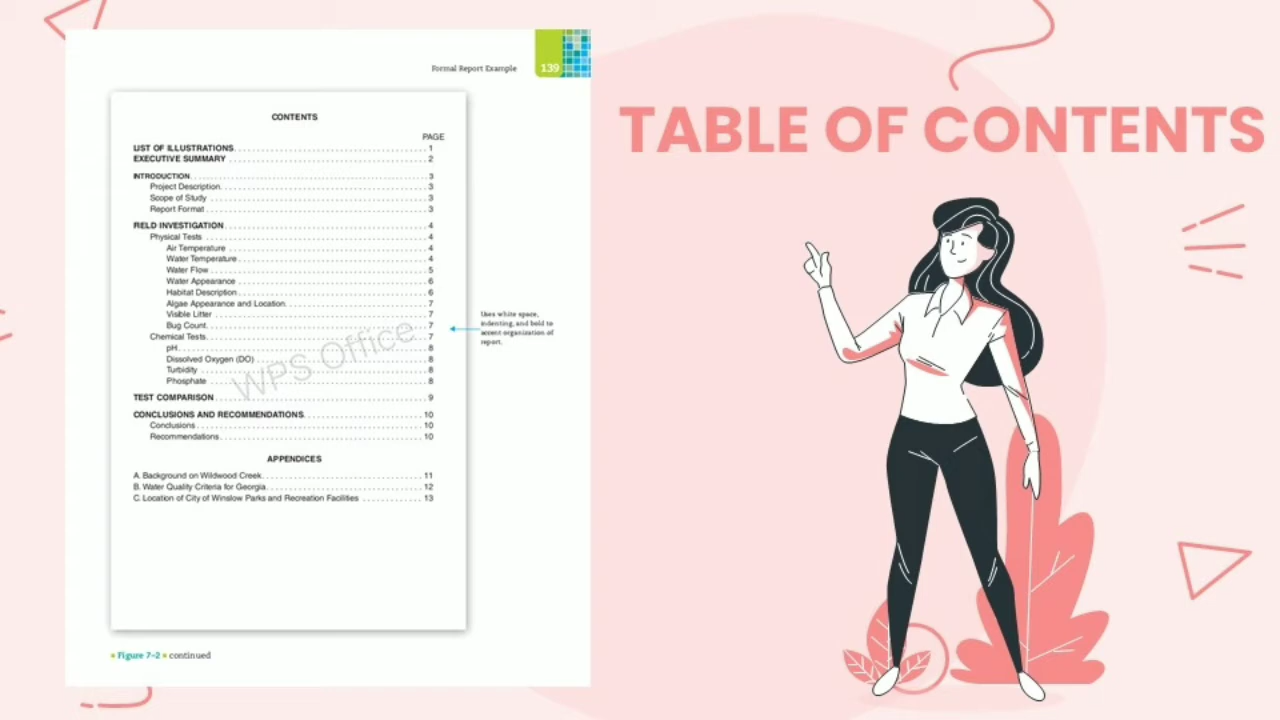 Formal Report Example 139
TABLE OF CONTENTS
CONTENTS
PAGE
LIST OF ILLUSTRATIONS. . . . . . . . . . . . . . . . . . . . 1
EXECUTIVE SUMMARY . . . . . . . . . . . . . . . . . . . . 2
INTRODUCTION. . . . . . . . . . . . . . . . . . . . 3
Project Description. . . . . . . . . . . . . . . . . . . . 3
Scope of Study . . . . . . . . . . . . . . . . . . . . 3
Report Format . . . . . . . . . . . . . . . . . . . . 3
FIELD INVESTIGATION . . . . . . . . . . . . . . . . . . . . 4
Physical Tests . . . . . . . . . . . . . . . . . . . . 4
Air Temperature . . . . . . . . . . . . . . . . . . . . 4
Water Temperature . . . . . . . . . . . . . . . . . . . . 4
Water Flow . . . . . . . . . . . . . . . . . . . . 5
Water Appearance . . . . . . . . . . . . . . . . . . . . 6
Habitat Description . . . . . . . . . . . . . . . . . . . . 6
Algae Appearance and Location. . . . . . . . . . . . . . . . . . . . 7
Visible Litter . . . . . . . . . . . . . . . . . . . . 7
Bug Count. . . . . . . . . . . . . . . . . . . . 7
Chemical Tests. . . . . . . . . . . . . . . . . . . . 7
pH. . . . . . . . . . . . . . . . . . . . 8
Dissolved Oxygen (DO) . . . . . . . . . . . . . . . . . . . . 8
Turbidity . . . . . . . . . . . . . . . . . . . . 8
Phosphate . . . . . . . . . . . . . . . . . . . . 8
TEST COMPARISON . . . . . . . . . . . . . . . . . . . . 9
CONCLUSIONS AND RECOMMENDATIONS. . . . . . . . . . . . . . . . . . . . 10
Conclusions . . . . . . . . . . . . . . . . . . . . 10
Recommendations . . . . . . . . . . . . . . . . . . . . 10
APPENDICES
A. Background on Wildwood Creek. . . . . . . . . . . . . . . . . . . . 11
B. Water Quality Criteria for Georgia. . . . . . . . . . . . . . . . . . . . 12
C. Location of City of Winslow Parks and Recreation Facilities . . . . . . . . . . . . 13
WPS Office
Uses white space,
indenting, and bold to
accent organization of
report.
Figure 7–2 continued